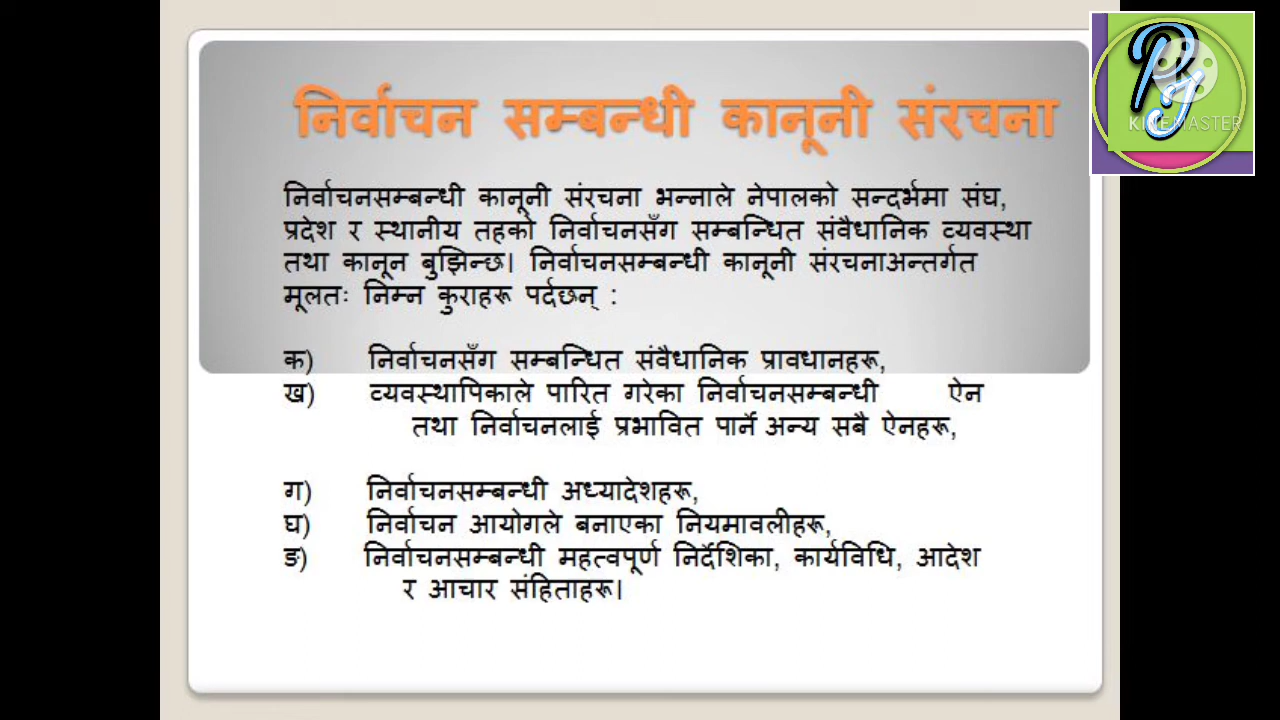 निर्वाचन सम्बन्धी कानूनी संरचना
निर्वाचनसम्बन्धी कानूनी संरचना भन्नाले नेपालको सन्दर्भमा संघ,
प्रदेश र स्थानीय तहको निर्वाचनसँग सम्बन्धित संवैधानिक व्यवस्था
तथा कानून बुझिन्छ। निर्वाचनसम्बन्धी कानूनी संरचनाअन्तर्गत
मूलतः निम्न कुराहरू पर्दछन् :
क) निर्वाचनसँग सम्बन्धित संवैधानिक प्रावधानहरू,
ख) व्यवस्थापिकाले पारित गरेका निर्वाचनसम्बन्धी ऐन
तथा निर्वाचनलाई प्रभावित पार्ने अन्य सबै ऐनहरू,
ग) निर्वाचनसम्बन्धी अध्यादेशहरू,
घ) निर्वाचन आयोगले बनाएका नियमावलीहरू,
ङ) निर्वाचनसम्बन्धी महत्वपूर्ण निर्देशिका, कार्यविधि, आदेश
र आचार संहिताहरू।
KINEMASTER